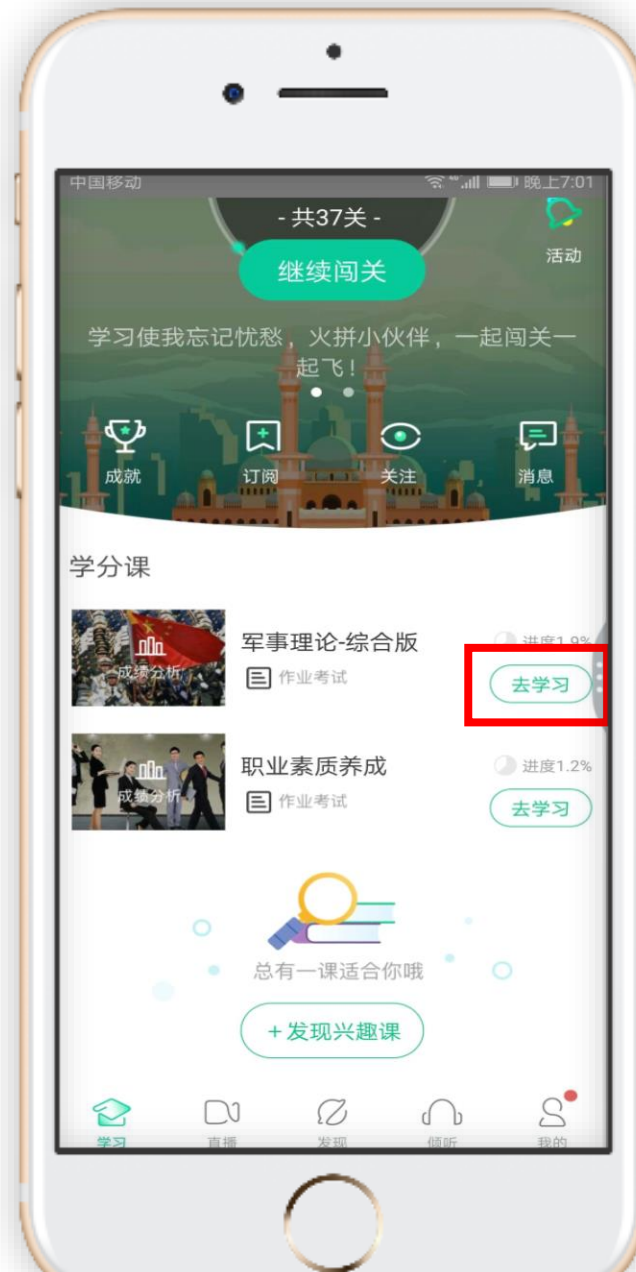 中国移动
晚上7:01
- 共37关 -
继续闯关
活动
学习使我忘记忧愁，火拼小伙伴，一起闯关一
起飞！
成就
订阅
关注
消息
学分课
成绩分析
军事理论-综合版
进度1.9%
作业考试
去学习
成绩分析
职业素质养成
进度1.2%
作业考试
去学习
总有一课适合你哦
+发现兴趣课
学习
直播
发现
倾听
我的